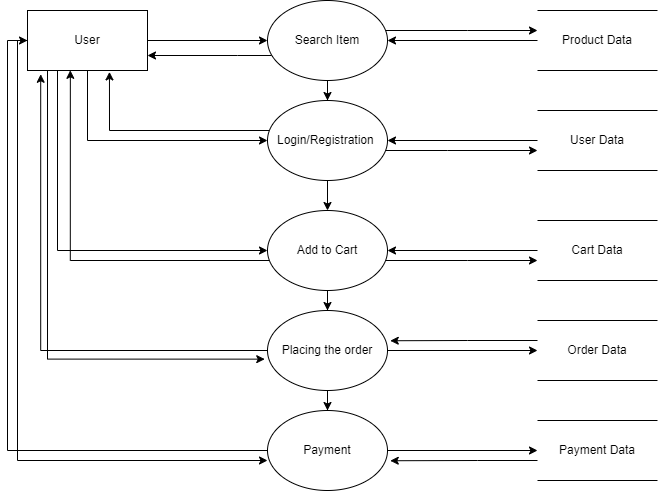 User
Search Item
Product Data
Login/Registration
User Data
Add to Cart
Cart Data
Placing the order
Order Data
Payment
Payment Data